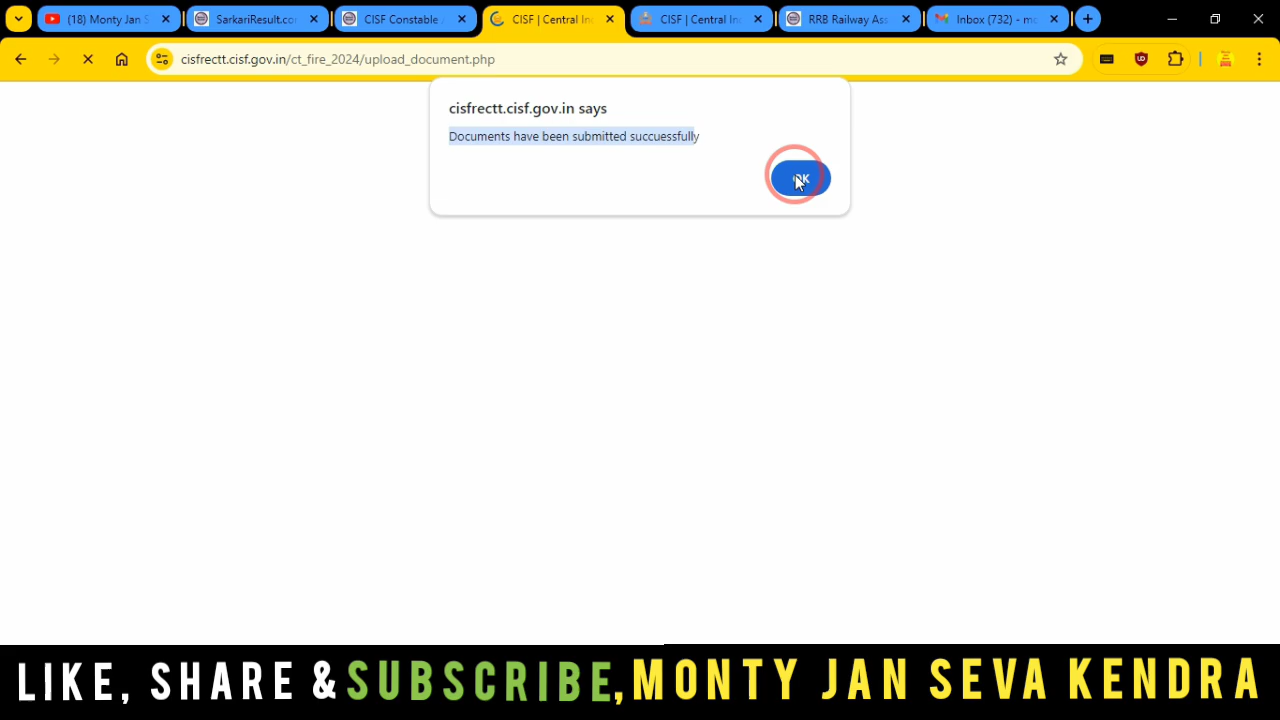 (18) Monty Jan S
SarkariResult.co
CISF Constable
CISF | Central In
CISF | Central In
RRB Railway Ass
Inbox (732) - mo
cisfrectt.cisf.gov.in/ct_fire_2024/upload_document.php
cisfrectt.cisf.gov.in says
Documents have been submitted succuessfully
OK
LIKE, SHARE & SUBSCRIBE, MONTY JAN SEVA KENDRA